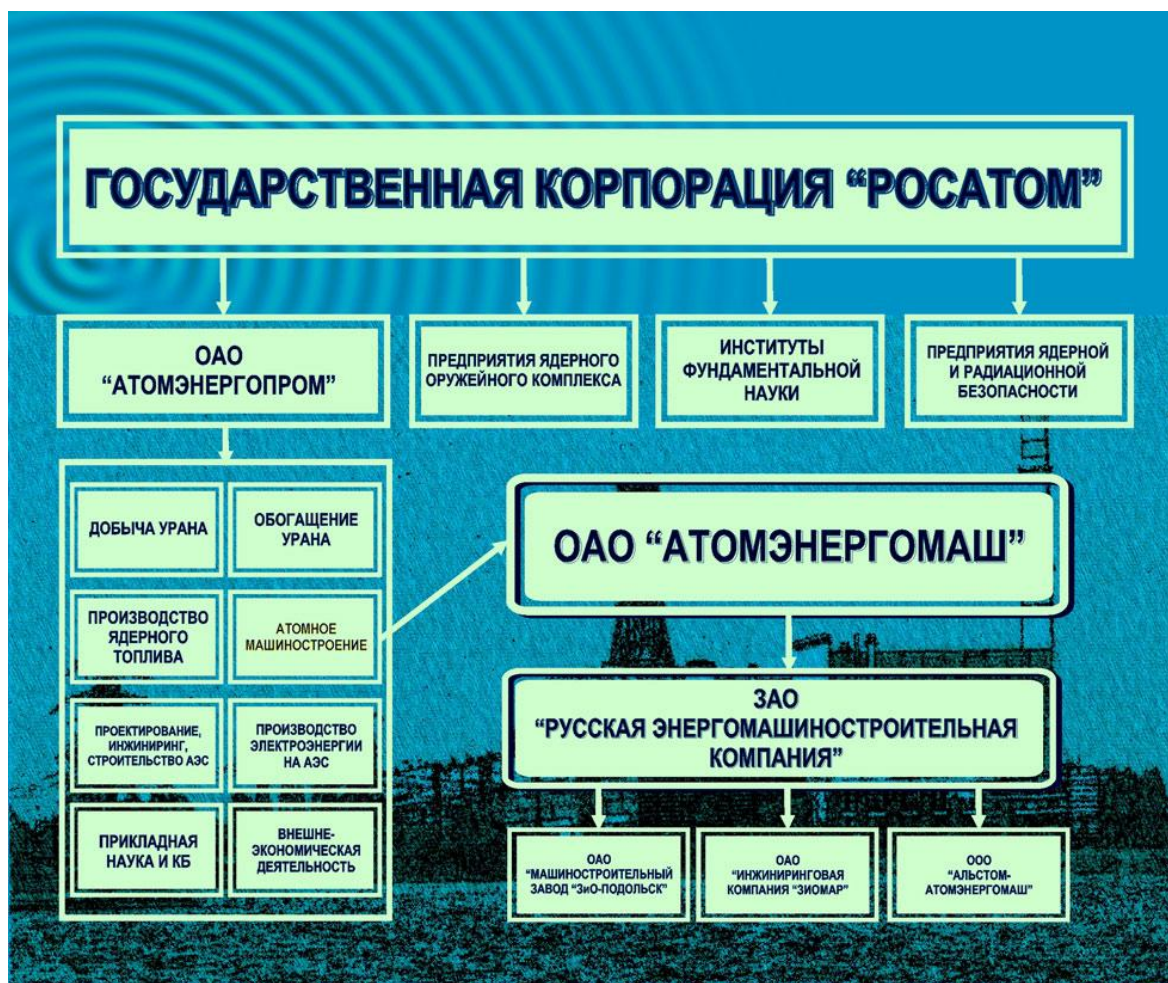 ГОСУДАРСТВЕННАЯ КОРПОРАЦИЯ “РОСАТОМ”
ОАО
“АТОМЭНЕРГОПРОМ”
ПРЕДПРИЯТИЯ ЯДЕРНОГО
ОРУЖЕЙНОГО КОМПЛЕКСА
ИНСТИТУТЫ
ФУНДАМЕНТАЛЬНОЙ
НАУКИ
ПРЕДПРИЯТИЯ ЯДЕРНОЙ
И РАДИАЦИОННОЙ
БЕЗОПАСНОСТИ
ДОБЫЧА УРАНА
ОБОГАЩЕНИЕ
УРАНА
ПРОИЗВОДСТВО
ЯДЕРНОГО
ТОПЛИВА
АТОМНОЕ
МАШИНОСТРОЕНИЕ
ПРОЕКТИРОВАНИЕ,
ИНЖИНИРИНГ,
СТРОИТЕЛЬСТВО АЭС
ПРОИЗВОДСТВО
ЭЛЕКТРОЭНЕРГИИ
НА АЭС
ПРИКЛАДНАЯ
НАУКА И КБ
ВНЕШНЕ-
ЭКОНОМИЧЕСКАЯ
ДЕЯТЕЛЬНОСТЬ
ОАО “АТОМЭНЕРГОМАШ”
ЗАО
“РУССКАЯ ЭНЕРГОМАШИНОСТРОИТЕЛЬНАЯ
КОМПАНИЯ”
ОАО
“МАШИНОСТРОИТЕЛЬНЫЙ
ЗАВОД “ЗиО-ПОДОЛЬСК”
ОАО
“ИНЖИНИРИНГОВАЯ
КОМПАНИЯ “ЗИОМАР”
ООО
“АЛЬСТОМ-
АТОМЭНЕРГОМАШ”